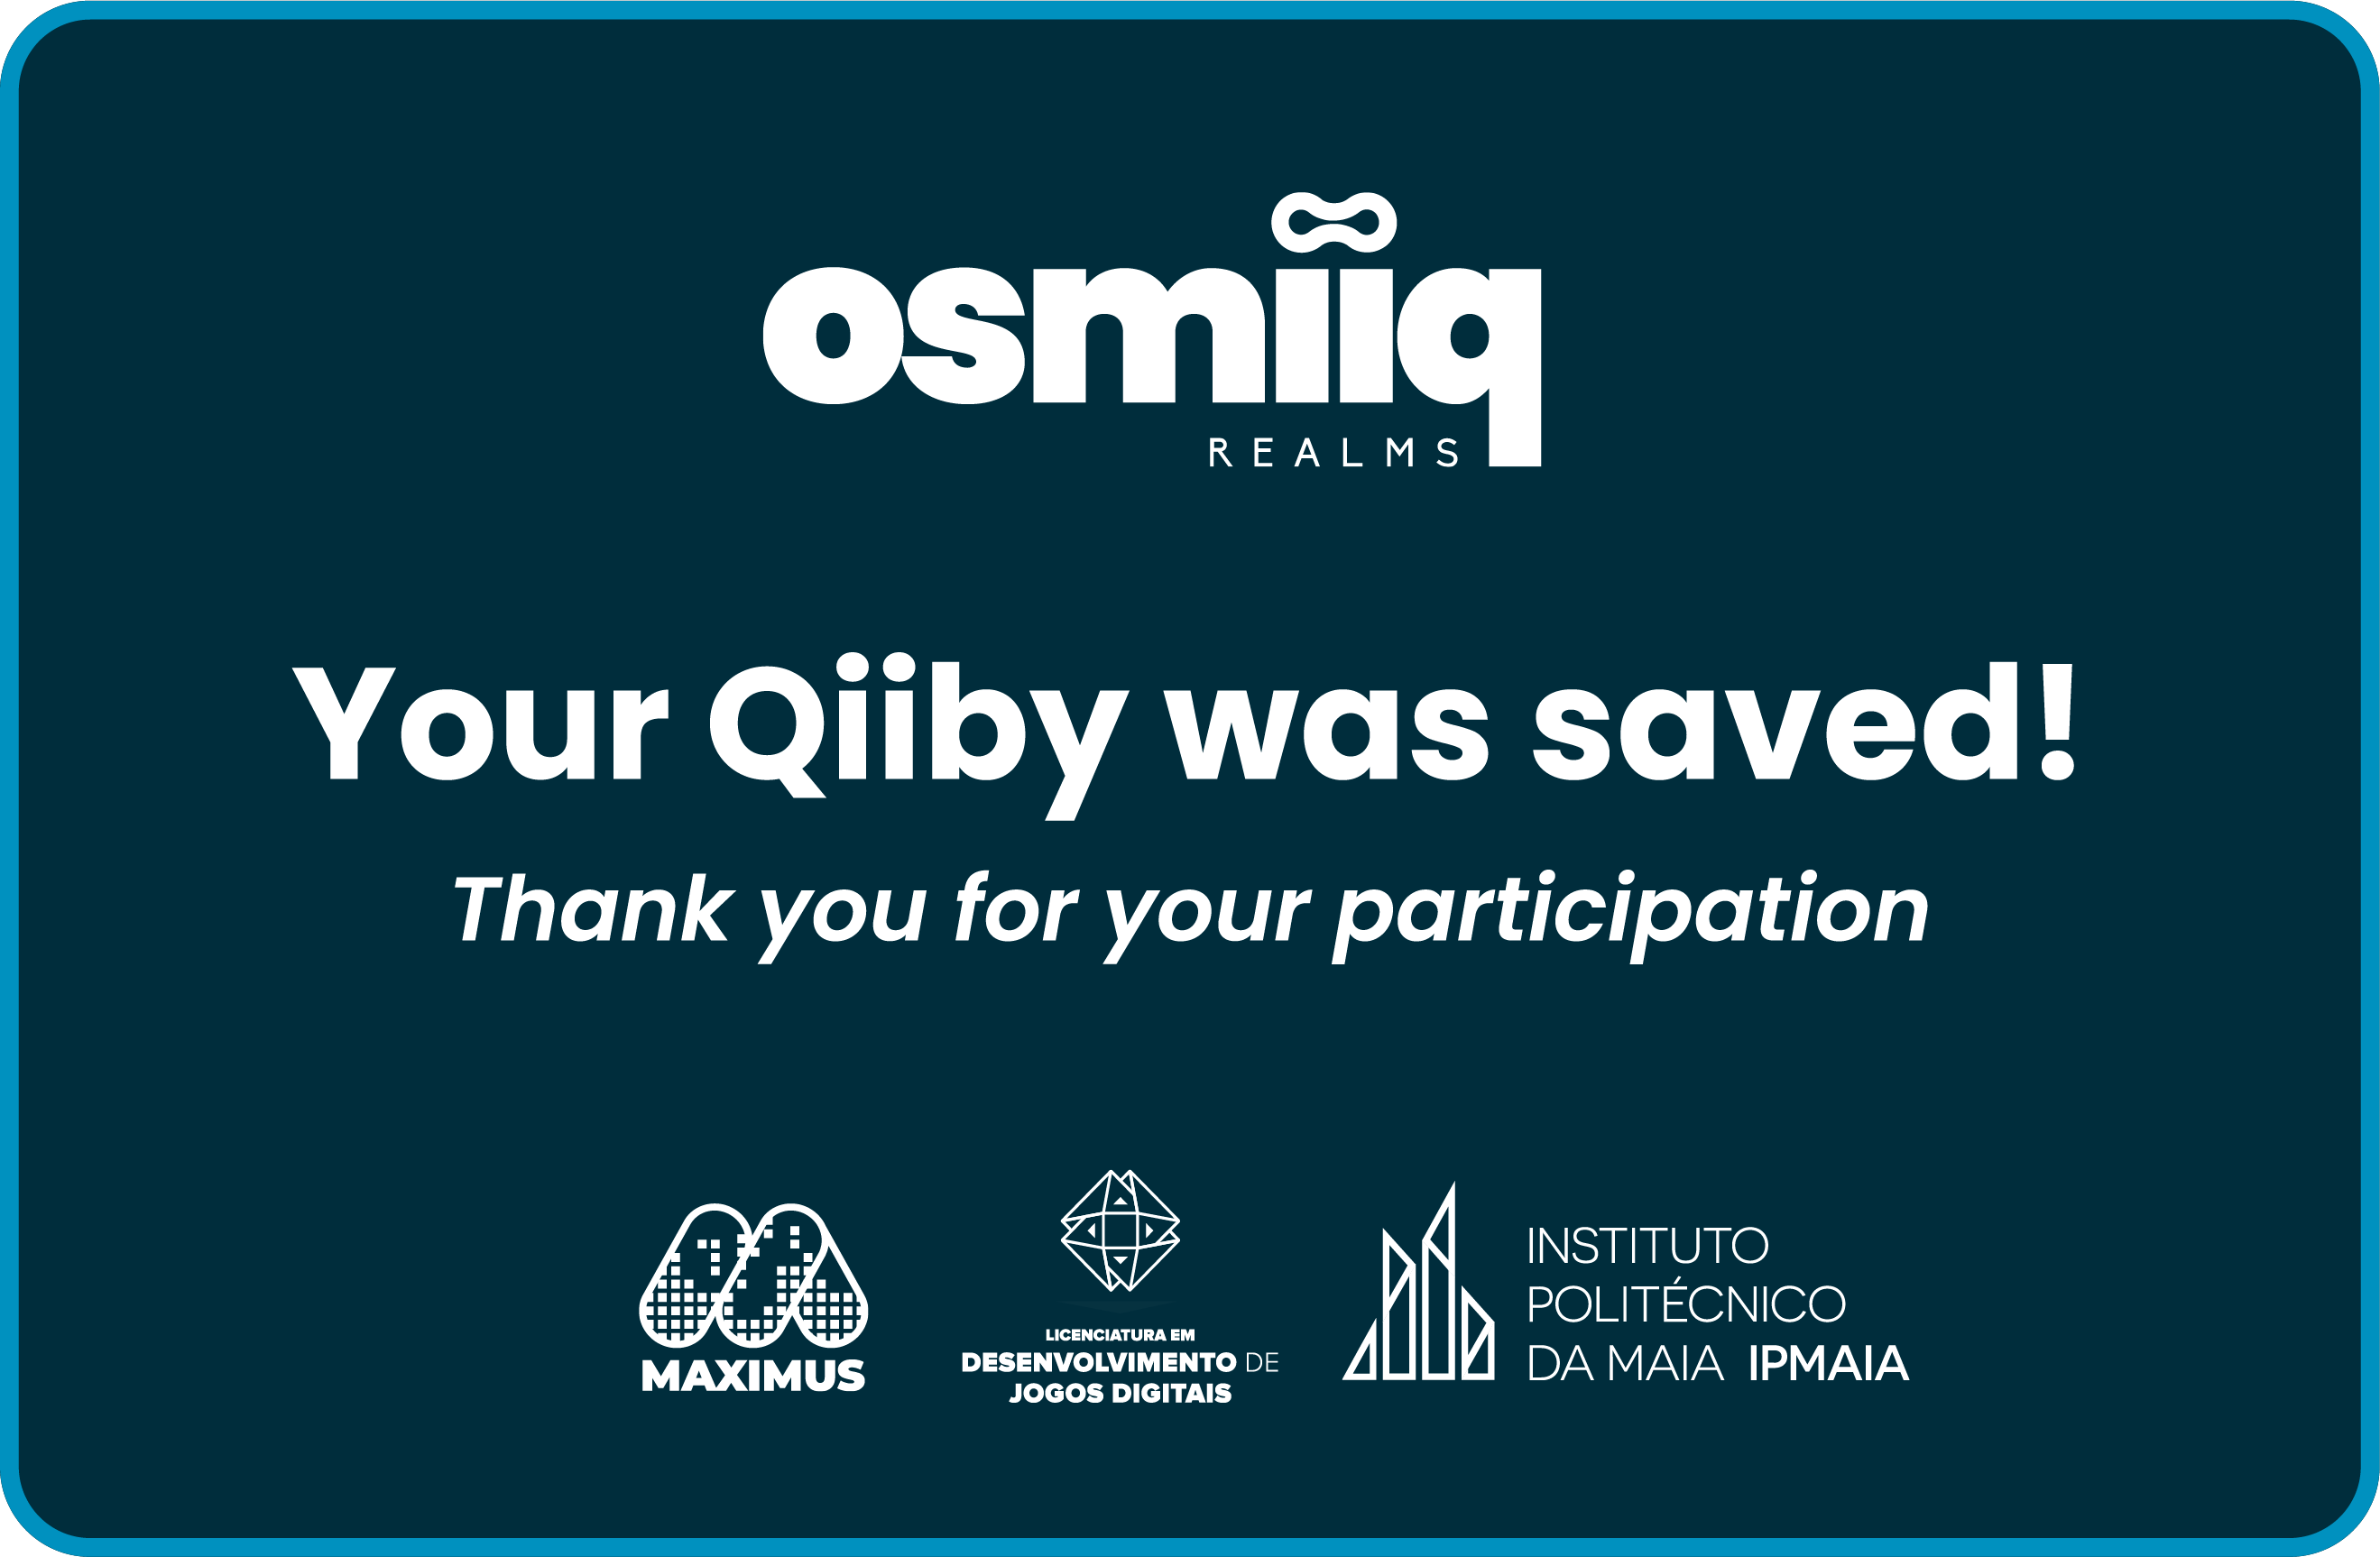 osmiiq
REALMS
Your Qiiby was saved!
Thank you for your participation
MAXIMUS
LICENCIATURA EM
DESENVOLVIMENTO DE
JOGOS DIGITAIS
INSTITUTO
POLITÉCNICO
DA MAIA IPMAIA